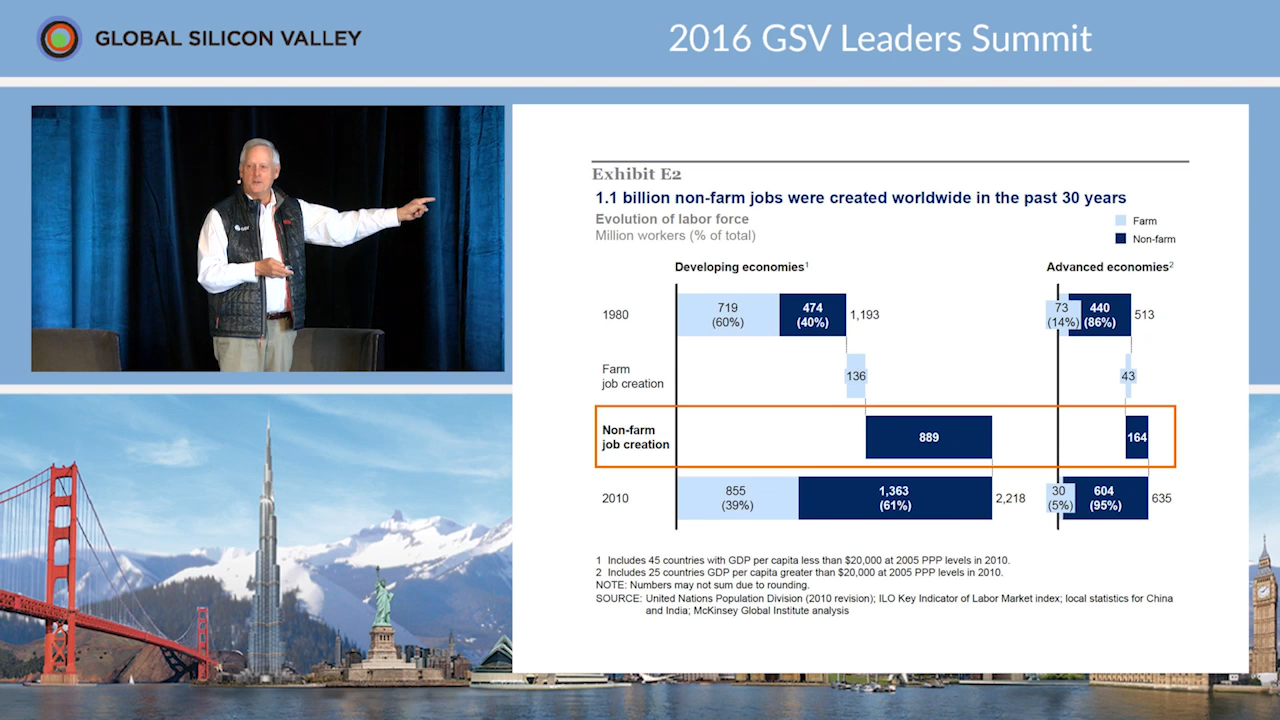 GLOBAL SILICON VALLEY
2016 GSV Leaders Summit
Exhibit E2
1.1 billion non-farm jobs were created worldwide in the past 30 years
Evolution of labor force
Million workers (% of total)
Farm
Non-farm
Developing economies1
Advanced economies2
1980
719
(60%)
474
(40%)
1,193
73
(14%)
440
(86%)
513
Farm
job creation
136
43
Non-farm
job creation
889
164
2010
855
(39%)
1,363
(61%)
2,218
30
(5%)
604
(95%)
635
1 Includes 45 countries with GDP per capita less than $20,000 at 2005 PPP levels in 2010.
2 Includes 25 countries GDP per capita greater than $20,000 at 2005 PPP levels in 2010.
NOTE: Numbers may not sum due to rounding.
SOURCE: United Nations Population Division (2010 revision); ILO Key Indicator of Labor Market index; local statistics for China
and India; McKinsey Global Institute analysis